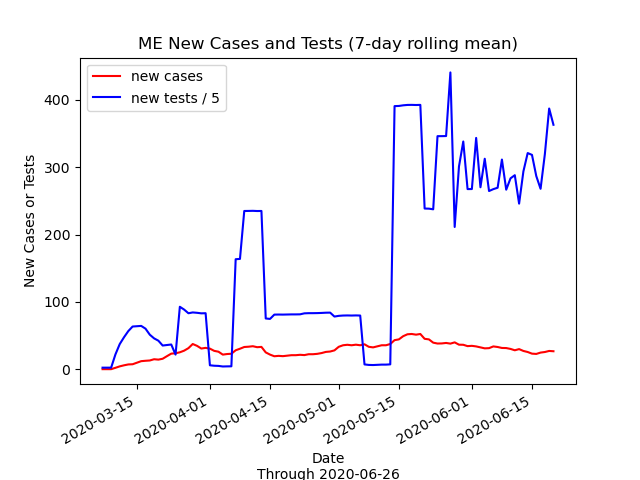 ME New Cases and Tests (7-day rolling mean)
new cases
new tests / 5
New Cases or Tests
400
300
200
100
0
2020-03-15
2020-04-01
2020-04-15
2020-05-01
2020-05-15
2020-06-01
2020-06-15
Date
Through 2020-06-26